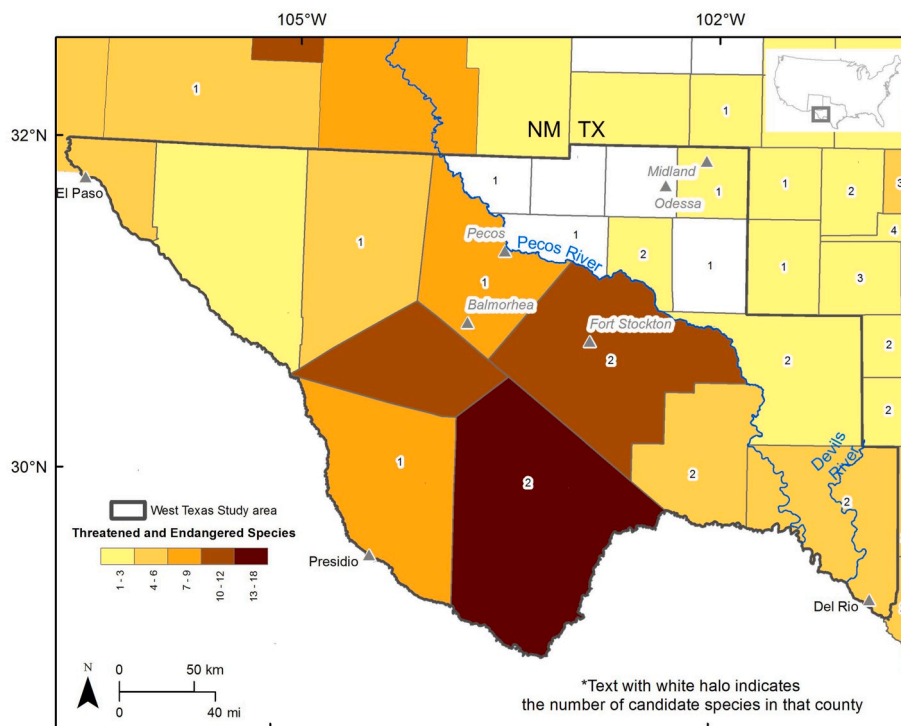 105°W
102°W
1
NM
TX
1
32°N
1
Midland
1
1
2
3
El Paso
Odessa
4
Pecos
1
1
Pecos River
2
1
1
3
1
Balmorhea
Fort Stockton
2
2
2
2
30°N
1
2
2
Devils
River
2
West Texas Study area
Threatened and Endangered Species
1 - 3
4 - 6
7 - 9
10 - 12
13 - 18
Presidio
Del Rio
N
0
50 km
0
40 mi
*Text with white halo indicates
the number of candidate species in that county